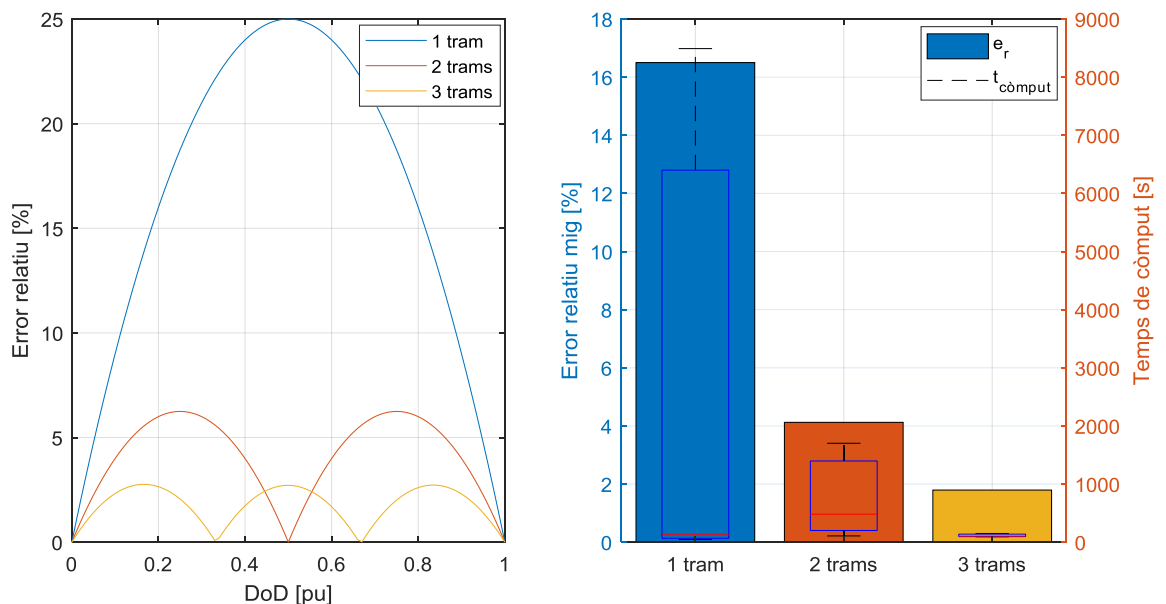 25
20
15
10
5
0
Error relatiu [%]
0
0.2
0.4
0.6
0.8
1
DoD [pu]
1 tram
2 trams
3 trams
18
16
14
12
10
8
6
4
2
0
Error relatiu mig [%]
e_r
t_còmput
9000
8000
7000
6000
5000
4000
3000
2000
1000
0
Temps de còmput [s]
1 tram
2 trams
3 trams